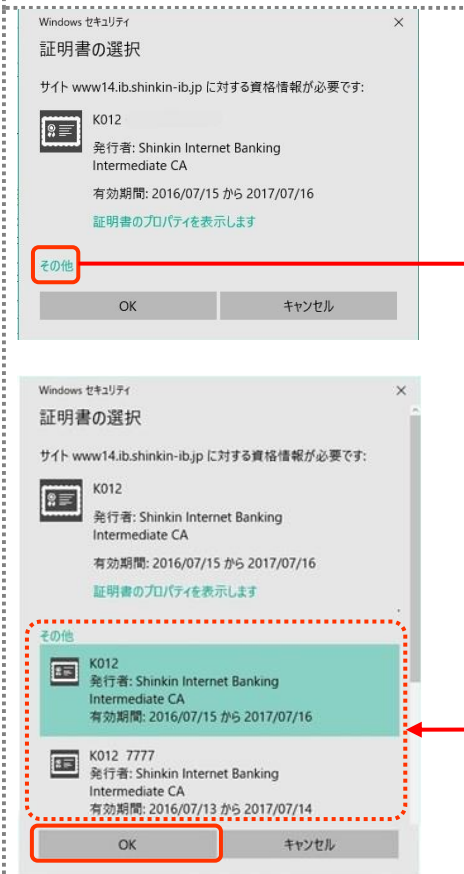 Windows セキュリティ
証明書の選択
サイト www14.ib.shinkin-ib.jp に対する資格情報が必要です:
K012
発行者: Shinkin Internet Banking
Intermediate CA
有効期間: 2016/07/15 から 2017/07/16
証明書のプロパティを表示します
その他
OK
キャンセル
Windows セキュリティ
証明書の選択
サイト www14.ib.shinkin-ib.jp に対する資格情報が必要です:
K012
発行者: Shinkin Internet Banking
Intermediate CA
有効期間: 2016/07/15 から 2017/07/16
証明書のプロパティを表示します
その他
K012
発行者: Shinkin Internet Banking
Intermediate CA
有効期間: 2016/07/15 から 2017/07/16
K012 7777
発行者: Shinkin Internet Banking
Intermediate CA
有効期間: 2016/07/13 から 2017/07/14
OK
キャンセル